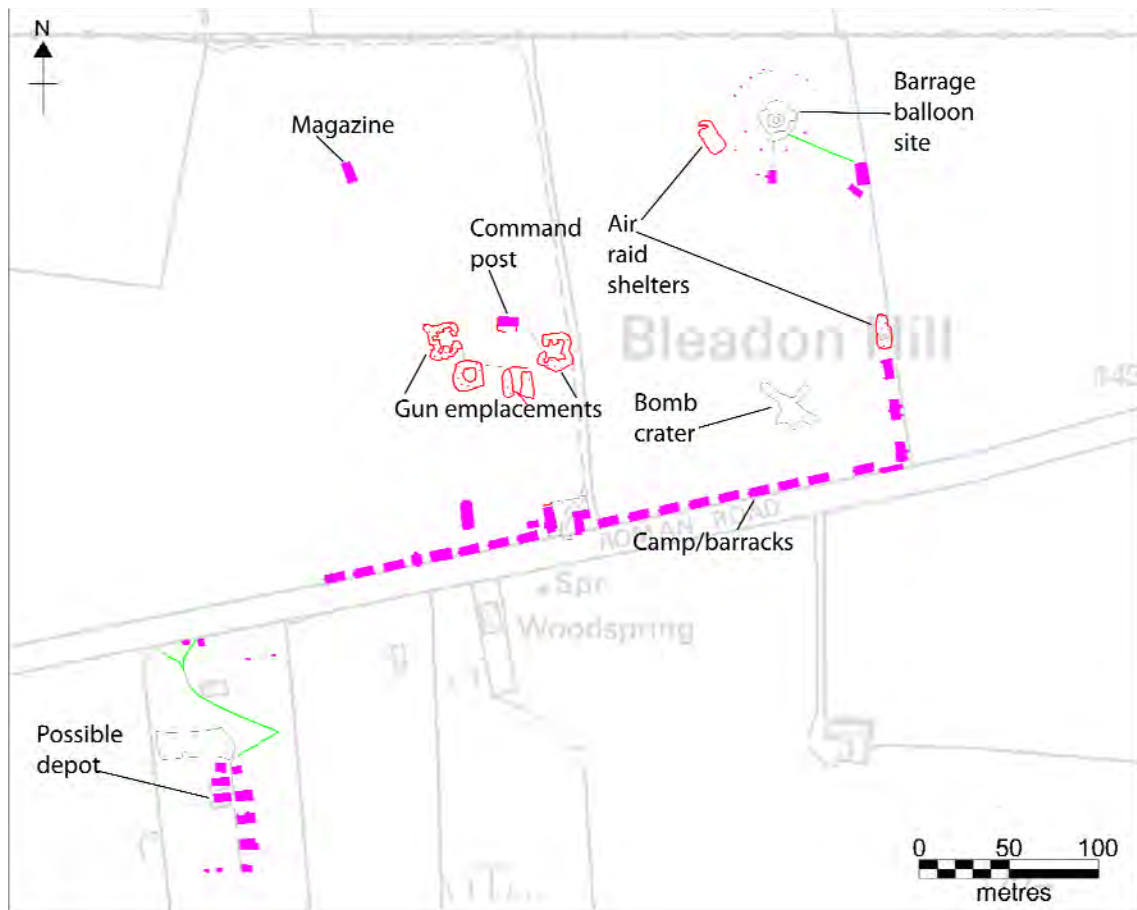 N
Magazine
Barrage
balloon
site
Command
post
Air
raid
shelters
Bleadon Hill
Gun emplacements
Bomb
crater
ROMAN ROAD
Camp/barracks
Spr
Woodspring
Possible
depot
0 50 100
metres